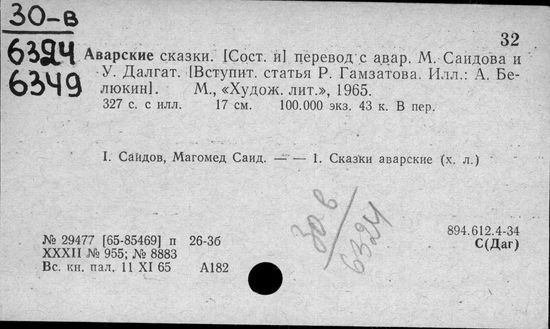 30-в
6324
6349
32
Аварские сказки. [Сост. и] перевод с авар. М. Саидова и
У. Далгат. [Вступит. статья Р. Гамзатова. Илл.: А. Бе-
люкин]. М., «Худож. лит.», 1965.
327 с. с илл. 17 см. 100.000 экз. 43 к. В пер.
I. Саидов, Магомед Саид. — — 1. Сказки аварские (х. л.)
30 в
6324
894.612.4-34
С(Даг)
№ 29477 [65-85469] п 26-3б
XXXII № 955; № 8883
Вс. кн. пал. 11 XI 65 А182